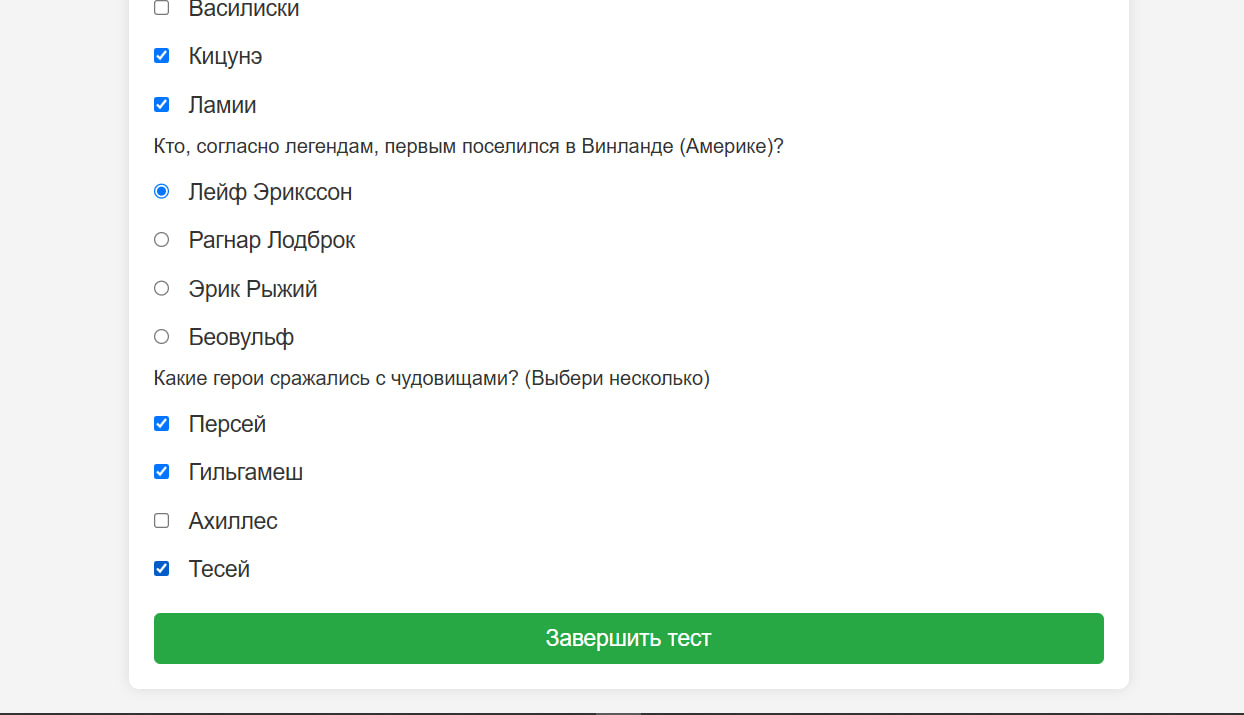 Василиски
Кицунэ
Ламии
Кто, согласно легендам, первым поселился в Винланде (Америке)?
Лейф Эрикссон
Рагнар Лодброк
Эрик Рыжий
Беовульф
Какие герои сражались с чудовищами? (Выбери несколько)
Персей
Гильгамеш
Ахиллес
Тесей
Завершить тест